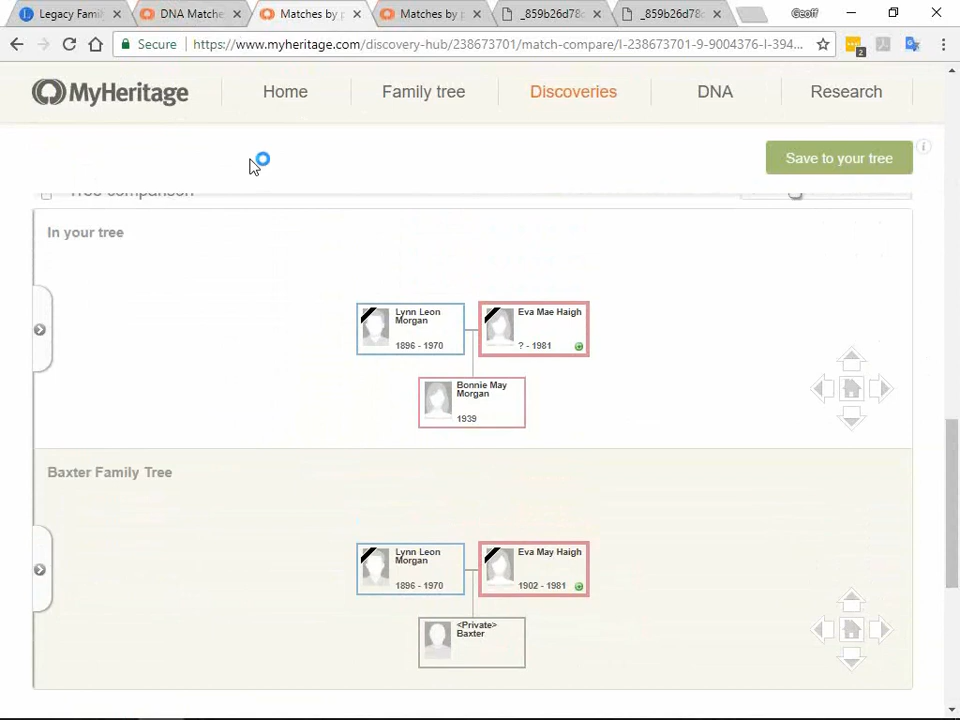 Legacy Famil
DNA Matche
Matches by p
Matches by p
_859b26d78c
_859b26d78c
Geoff
Secure
https://www.myheritage.com/discovery-hub/238673701/match-compare/I-238673701-9-9004376-I-394...
2
MyHeritage
Home
Family tree
Discoveries
DNA
Research
Save to your tree
i
Tree comparison
In your tree
Lynn Leon
Morgan
1896 - 1970
Eva Mae Haigh
? - 1981
Bonnie May
Morgan
1939
Baxter Family Tree
Lynn Leon
Morgan
1896 - 1970
Eva May Haigh
1902 - 1981
<Private>
Baxter